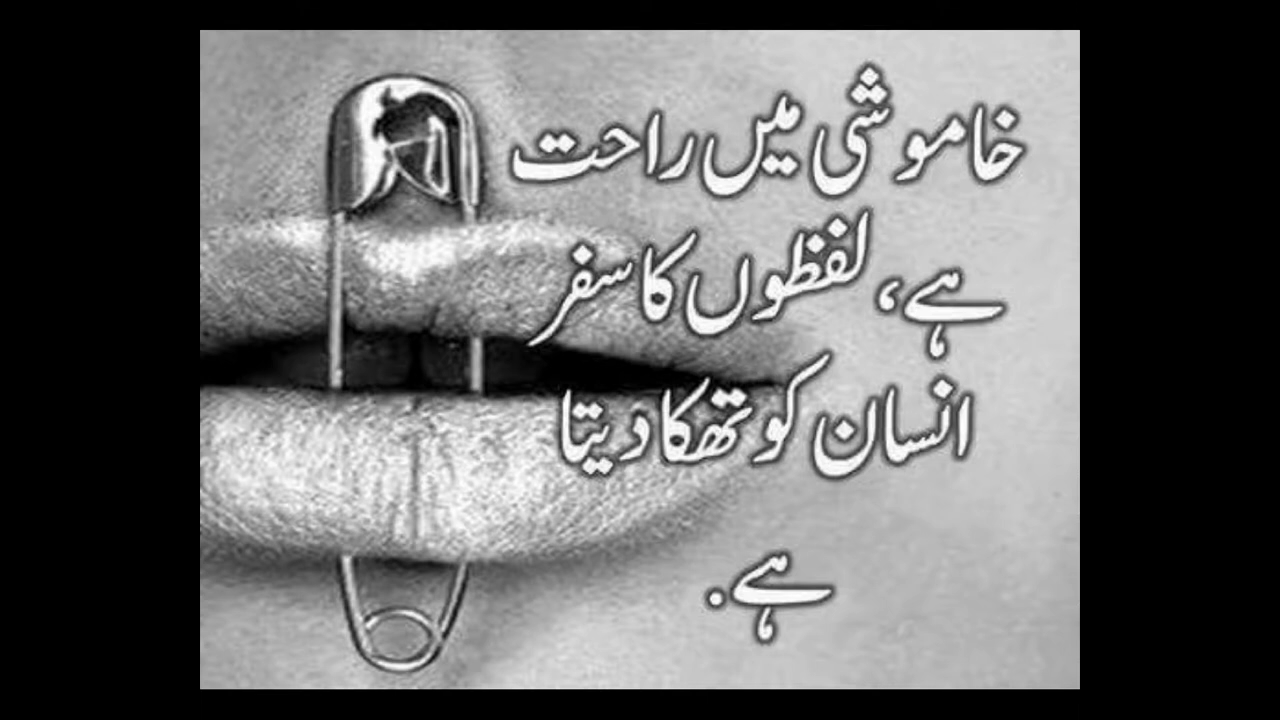 خاموشی میں راحت
ہے، لفظوں کا سفر
انسان کو تھکا دیتا
ہے.